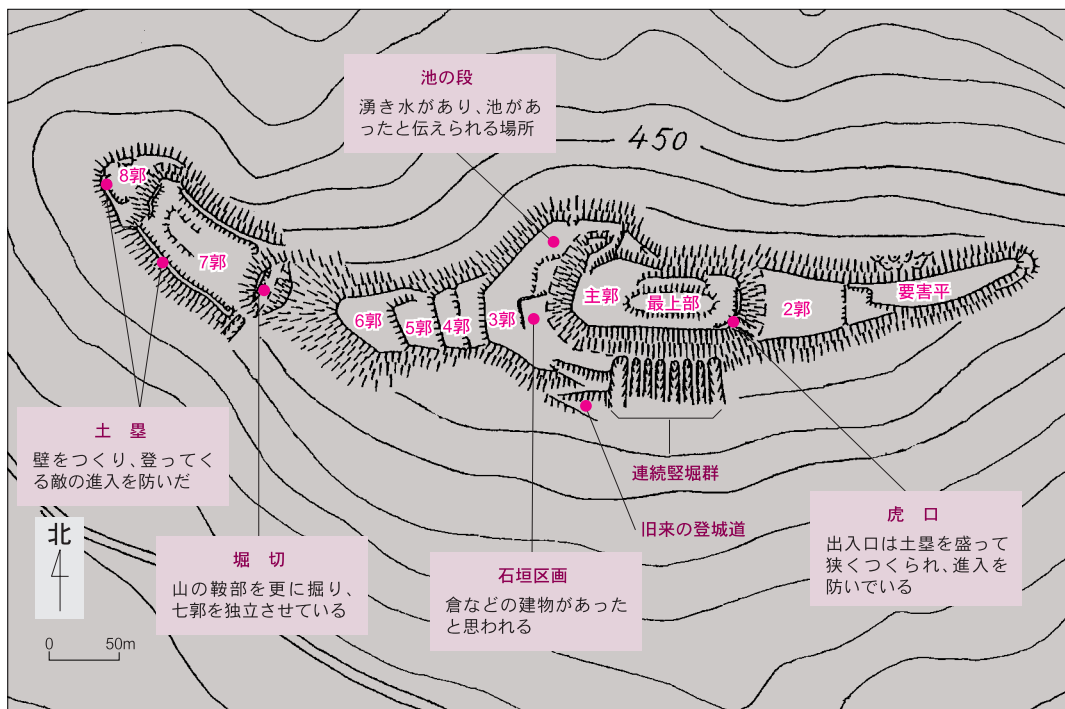 池の段
湧き水があり、池があ
ったと伝えられる場所
450
8郭
7郭
6郭
5郭
4郭
3郭
主郭
最上部
2郭
要害平
土　塁
壁をつくり、登ってく
る敵の進入を防いだ
連続竪堀群
旧来の登城道
虎　口
出入口は土塁を盛って
狭くつくられ、進入を
防いでいる
堀　切
山の鞍部を更に掘り、
七郭を独立させている
石垣区画
倉などの建物があった
と思われる
北
0　50m